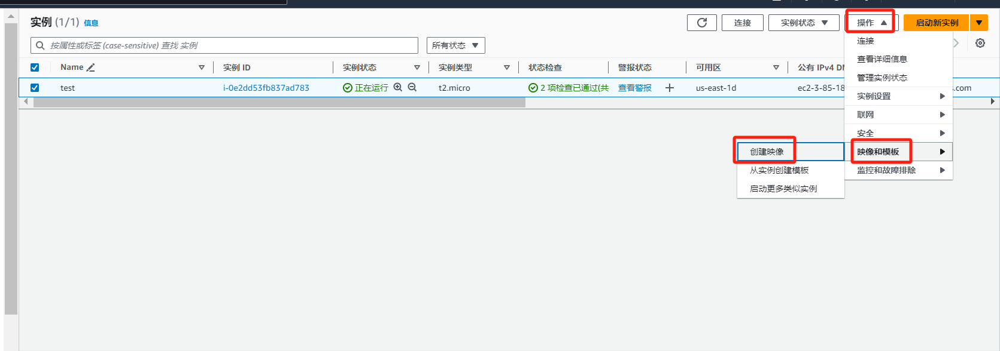 实例 (1/1) 信息
连接
实例状态
操作
启动新实例
按属性或标签 (case-sensitive) 查找 实例
所有状态
Name
实例 ID
实例状态
实例类型
状态检查
警报状态
可用区
公有 IPv4 DN
test
i-0e2dd53fb837ad783
正在运行
t2.micro
2 项检查已通过(共
查看警报
us-east-1d
ec2-3-85-18
.com
连接
查看详细信息
管理实例状态
实例设置
联网
安全
映像和模板
监控和故障排除
创建映像
从实例创建模板
启动更多类似实例